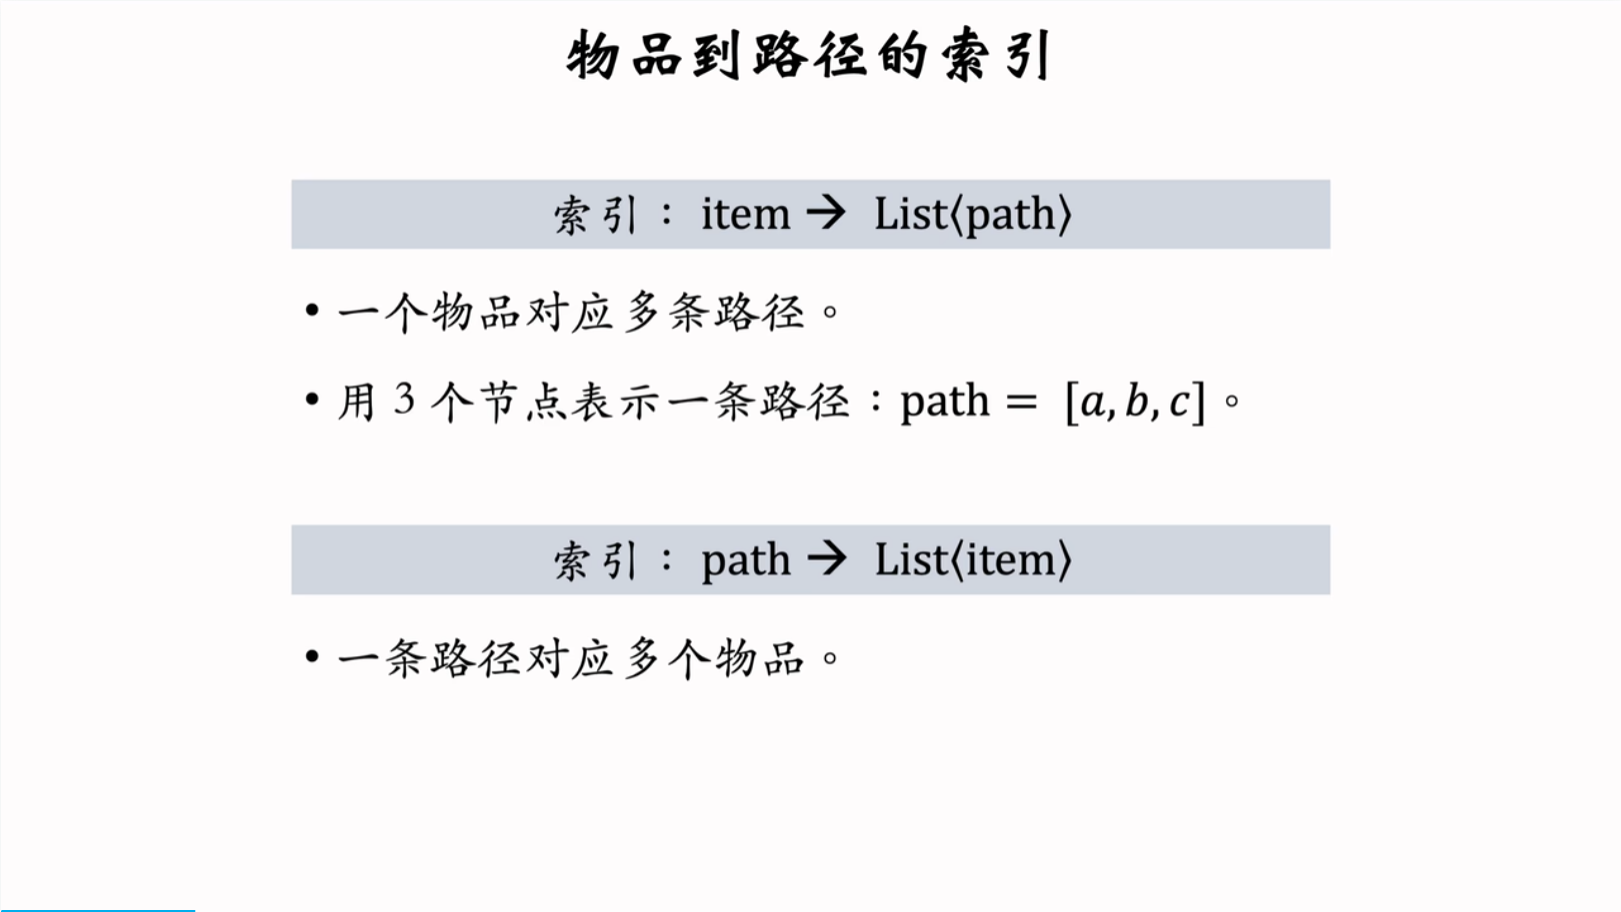 物品到路径的索引
索引： item → List⟨path⟩
• 一个物品对应多条路径。
• 用 3 个节点表示一条路径：path = [a, b, c]。
索引： path → List⟨item⟩
• 一条路径对应多个物品。